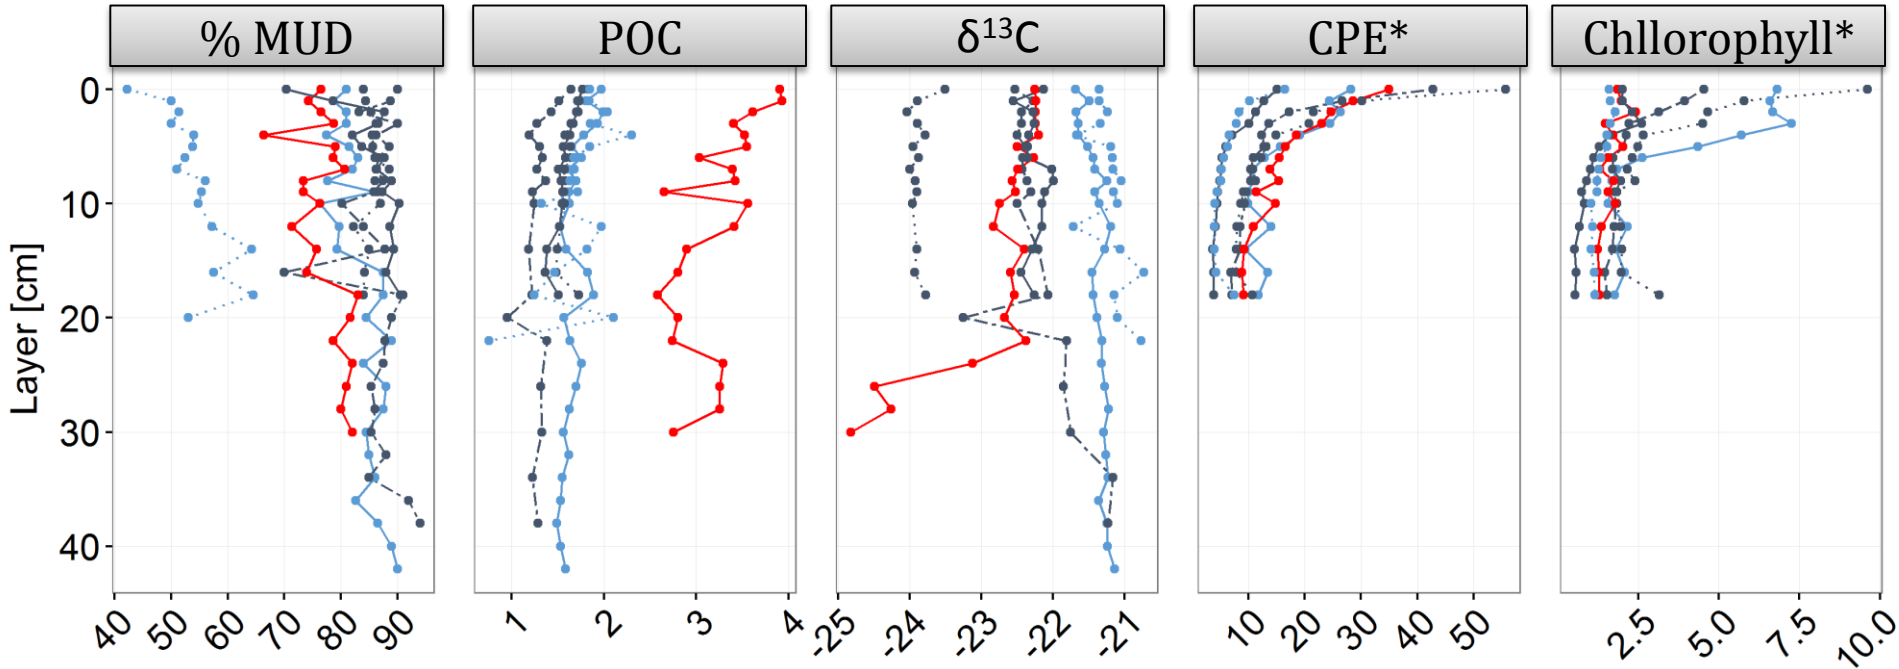 % MUD
POC
δ¹³C
CPE*
Chllorophyll*
Layer [cm]
0
10
20
30
40
40 50 60 70 80 90
1 2 3 4
-25 -24 -23 -22 -21
10 20 30 40 50
2.5 5.0 7.5 10.0